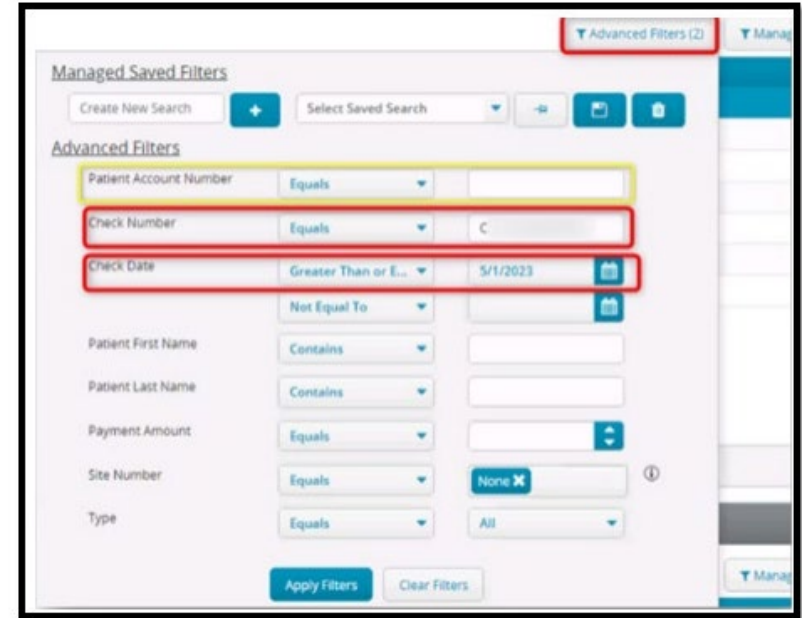 Advanced Filters (2) Manag
Managed Saved Filters
Create New Search Select Saved Search
Advanced Filters
Patient Account Number Equals
Check Number Equals C
Check Date Greater Than or E... 5/1/2023
Not Equal To
Patient First Name Contains
Patient Last Name Contains
Payment Amount Equals
Site Number Equals None
Type Equals All
Apply Filters Clear Filters Manag